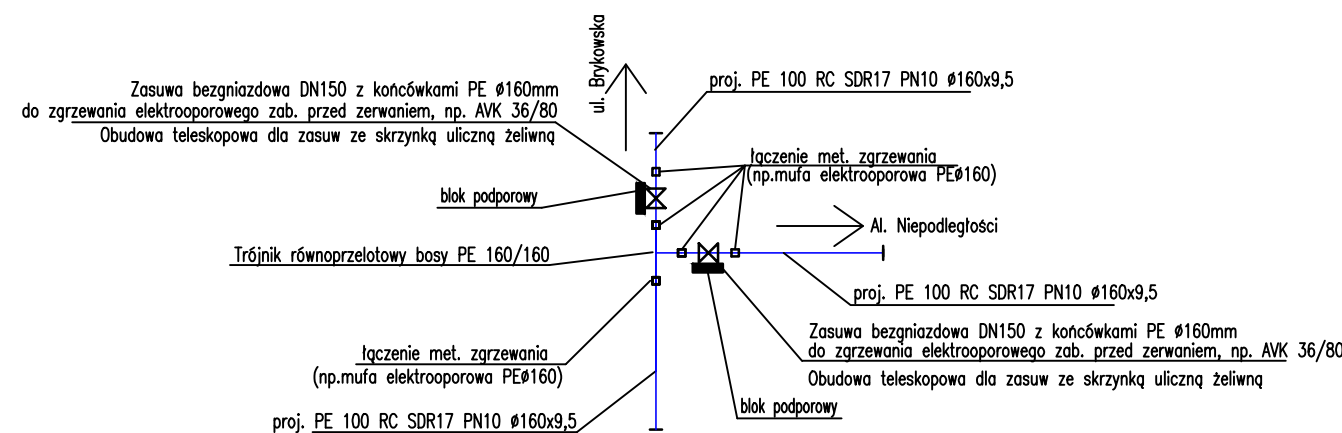 ul. Brykowska
Zasuwa bezgniazdowa DN150 z końcówkami PE ø160mm
do zgrzewania elektrooporowego zab. przed zerwaniem, np. AVK 36/80
Obudowa teleskopowa dla zasuw ze skrzynką uliczną żeliwną
proj. PE 100 RC SDR17 PN10 ø160x9,5
łączenie met. zgrzewania
(np.mufa elektrooporowa PEø160)
blok podporowy
Al. Niepodległości
Trójnik równoprzelotowy bosy PE 160/160
proj. PE 100 RC SDR17 PN10 ø160x9,5
Zasuwa bezgniazdowa DN150 z końcówkami PE ø160mm
do zgrzewania elektrooporowego zab. przed zerwaniem, np. AVK 36/80
Obudowa teleskopowa dla zasuw ze skrzynką uliczną żeliwną
łączenie met. zgrzewania
(np.mufa elektrooporowa PEø160)
blok podporowy
proj. PE 100 RC SDR17 PN10 ø160x9,5